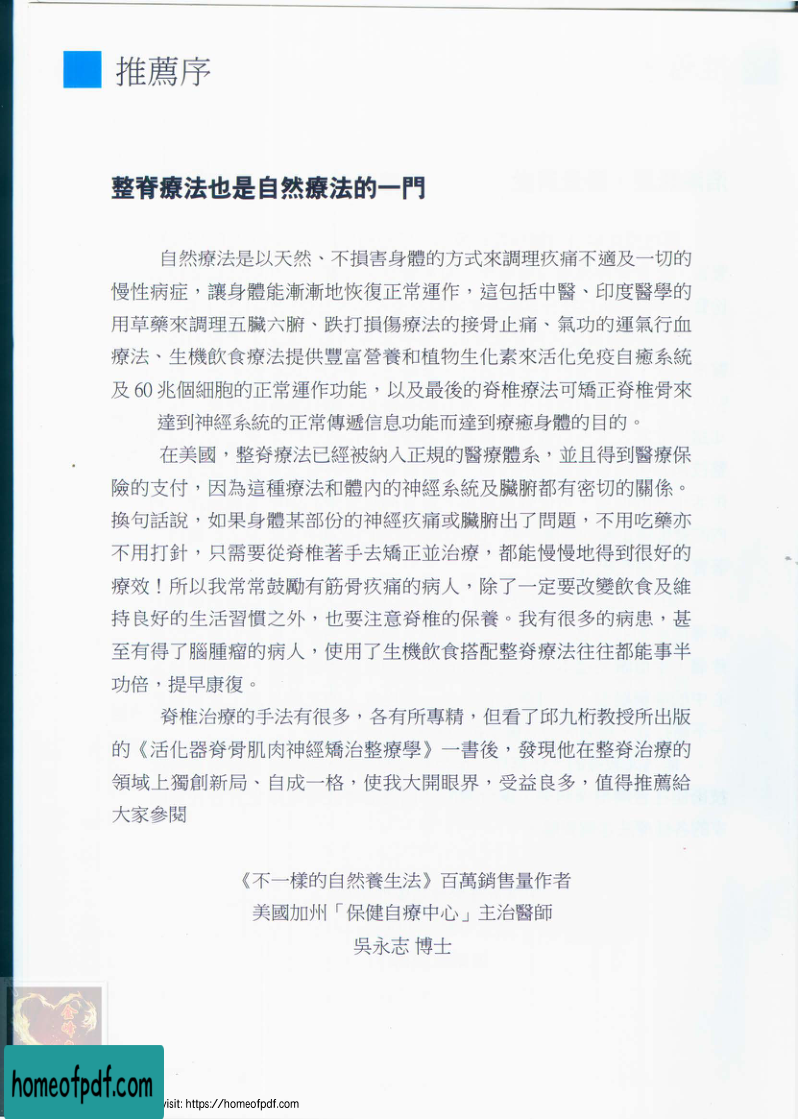 推薦序
整脊療法也是自然療法的一門
自然療法是以天然、不損害身體的方式來調理疚痛不適及一切的
慢性病症，讓身體能漸漸地恢復正常運作，這包括中醫、印度醫學的
用草藥來調理五臟六腑、跌打損傷療法的接骨止痛、氣功的運氣行血
療法、生機飲食療法提供豐富營養和植物生化素來活化免疫自癒系統
及 60 兆個細胞的正常運作功能，以及最後的脊椎療法可矯正脊椎骨來
達到神經系統的正常傳遞信息功能而達到療癒身體的目的。
在美國，整脊療法已經被納入正規的醫療體系，並且得到醫療保
險的支付，因為這種療法和體內的神經系統及臟腑都有密切的關係。
換句話說，如果身體某部份的神經疚痛或臟腑出了問題，不用吃藥亦
不用打針，只需要從脊椎著手去矯正並治療，都能慢慢地得到很好的
療效！所以我常常鼓勵有筋骨疚痛的病人，除了一定要改變飲食及維
持良好的生活習慣之外，也要注意脊椎的保養。我有很多的病患，甚
至有得了腦腫瘤的病人，使用了生機飲食搭配整脊療法往往都能事半
功倍，提早康復。
脊椎治療的手法有很多，各有所專精，但看了邱九桁教授所出版
的《活化器脊骨肌肉神經矯治整療學》一書後，發現他在整脊治療的
領域上獨創新局、自成一格，使我大開眼界，受益良多，值得推薦給
大家參閱
《不一樣的自然養生法》百萬銷售量作者
美國加州「保健自療中心」主治醫師
吳永志 博士
homeofpdf.com
visit: https://homeofpdf.com